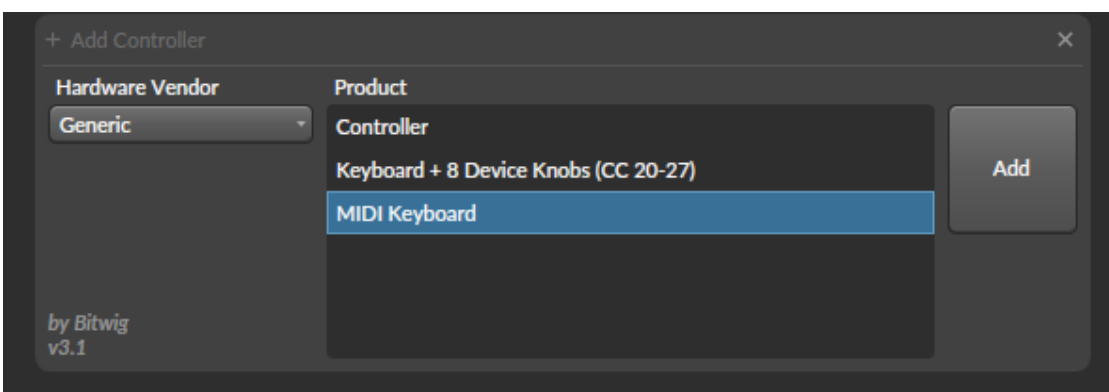 + Add Controller
Hardware Vendor
Generic
by Bitwig
v3.1
Product
Controller
Keyboard + 8 Device Knobs (CC 20-27)
MIDI Keyboard
Add